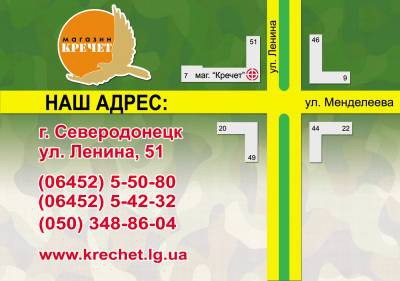 магазин
КРЕЧЕТ
НАШ АДРЕС:
г. Северодонецк
ул. Ленина, 51
(06452) 5-50-80
(06452) 5-42-32
(050) 348-86-04
www.krechet.lg.ua
ул. Ленина
51
46
7 маг. "Кречет"
9
ул. Менделеева
20
44 22
49